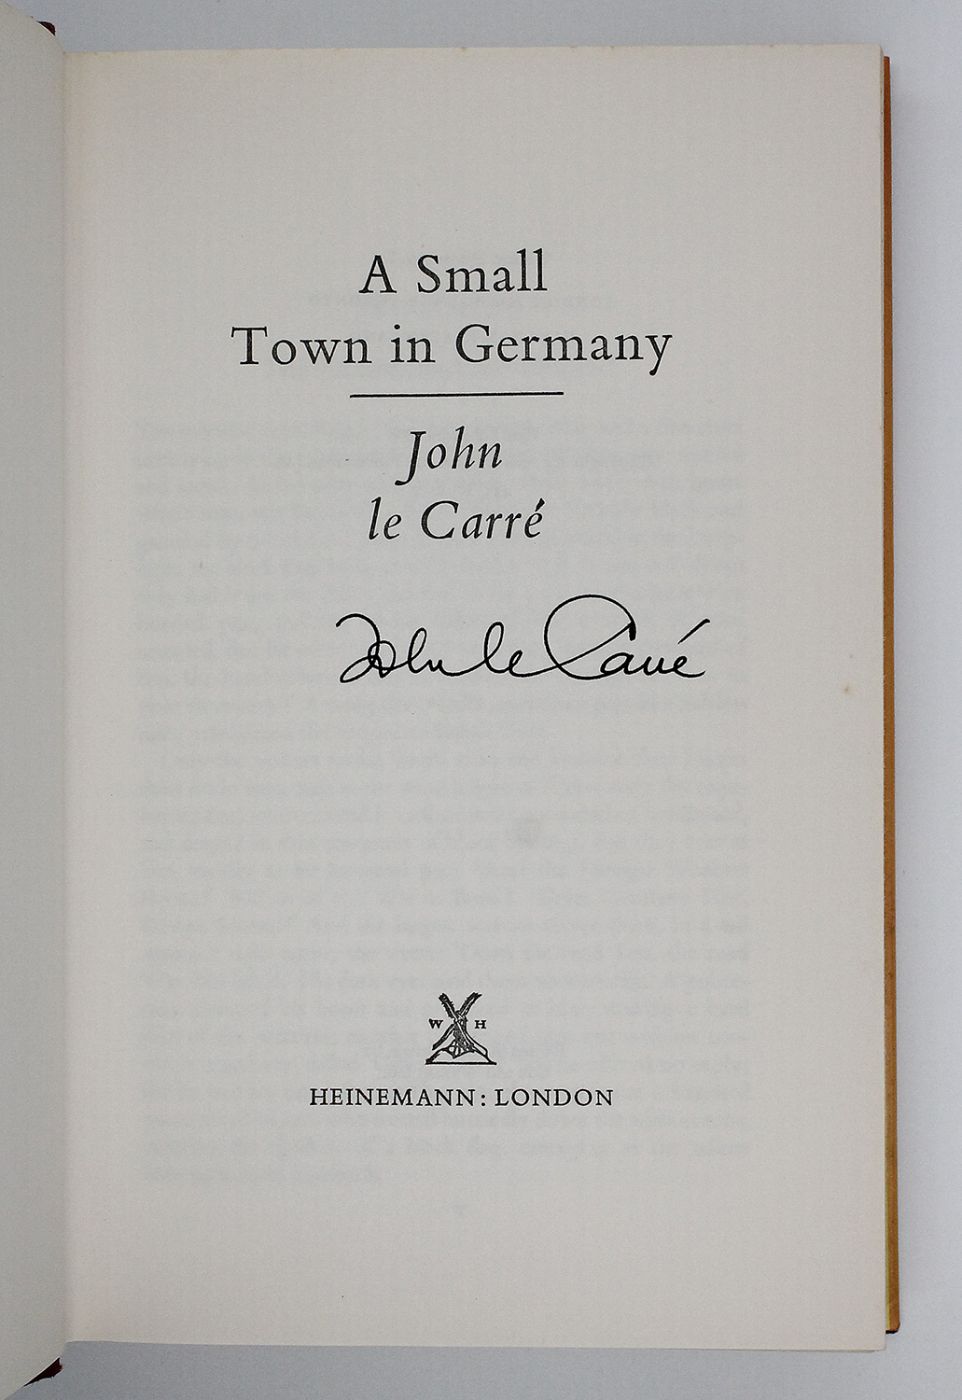 A Small
Town in Germany
John
le Carré
John le Carré
W H
HEINEMANN: LONDON